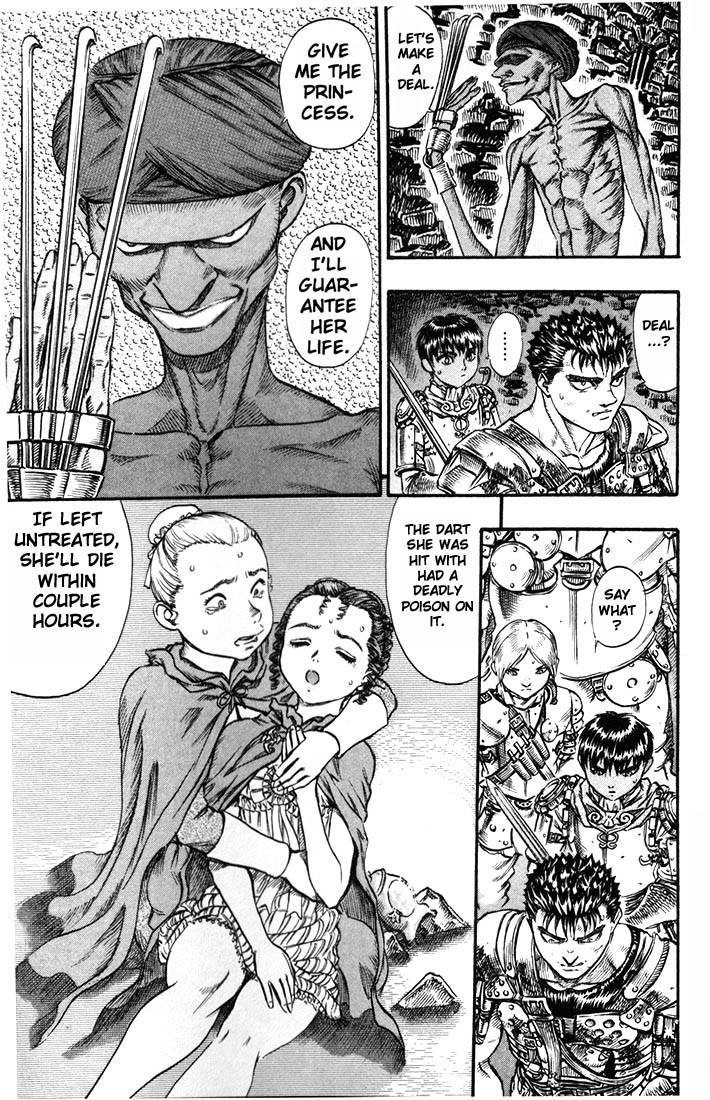 LET'S
MAKE
A
DEAL.
GIVE
ME THE
PRIN-
CESS.
AND
I'LL
GUAR-
ANTEE
HER
LIFE.
DEAL
...?
......
SAY
WHAT
?
THE DART
SHE WAS
HIT WITH
HAD A
DEADLY
POISON ON
IT.
IF LEFT
UNTREATED,
SHE'LL DIE
WITHIN
COUPLE
HOURS.